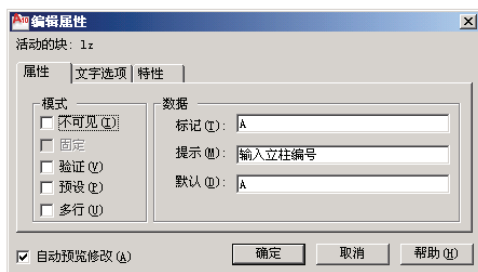 编辑属性
活动的块: lz
属性 文字选项 特性
模式
不可见(I)
固定
验证(V)
预设(P)
多行(U)
数据
标记(T): A
提示(M): 输入立柱编号
默认(D): A
自动预览修改(A) 确定 取消 帮助(H)